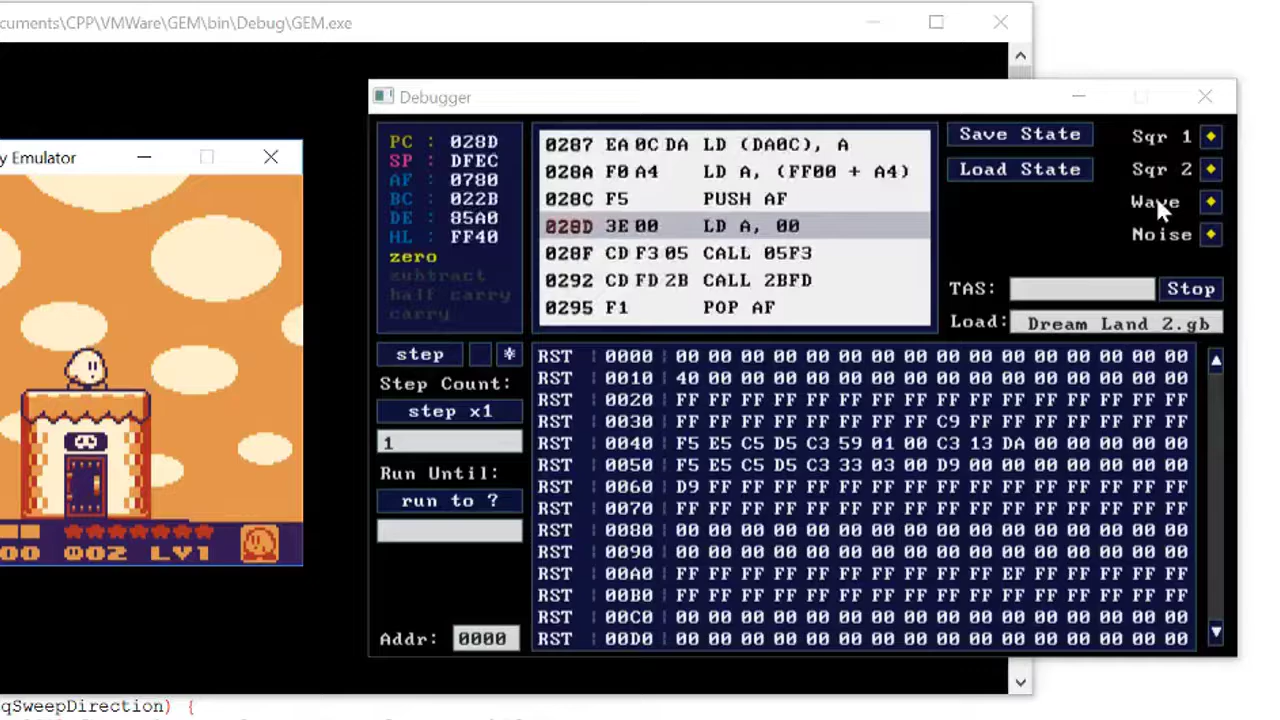 cuments\CPP\VMWare\GEM\bin\Debug\GEM.exe
Debugger
y Emulator
PC : 028D
SP : DFEC
AF : 0780
BC : 022B
DE : 85A0
HL : FF40
zero
subtract
half carry
carry
0287 EA 0C DA LD (DA0C), A
028A F0 A4 LD A, (FF00 + A4)
028C F5 PUSH AF
028D 3E 00 LD A, 00
028F CD F3 05 CALL 05F3
0292 CD FD 2B CALL 2BFD
0295 F1 POP AF
Save State
Load State
Sqr 1
Sqr 2
Wave
Noise
TAS: Stop
Load: Dream Land 2.gb
step *
Step Count:
step x1
1
Run Until:
run to ?
Addr: 0000
RST 0000 00 00 00 00 00 00 00 00 00 00 00 00 00 00 00 00
RST 0010 40 00 00 00 00 00 00 00 00 00 00 00 00 00 00 00
RST 0020 FF FF FF FF FF FF FF FF FF FF FF FF FF FF FF FF
RST 0030 FF FF FF FF FF FF FF FF C9 FF FF FF FF FF FF FF
RST 0040 F5 E5 C5 D5 C3 59 01 00 C3 13 DA 00 00 00 00 00
RST 0050 F5 E5 C5 D5 C3 33 03 00 D9 00 00 00 00 00 00 00
RST 0060 D9 FF FF FF FF FF FF FF FF FF FF FF FF FF FF FF
RST 0070 FF FF FF FF FF FF FF FF FF FF FF FF FF FF FF FF
RST 0080 00 00 00 00 00 00 00 00 00 00 00 00 00 00 00 00
RST 0090 00 00 00 00 00 00 00 00 00 00 00 00 00 00 00 00
RST 00A0 FF FF FF FF FF FF FF FF FF FF EF FF FF FF FF FF
RST 00B0 FF FF FF FF FF FF FF FF FF FF FF FF FF FF FF FF
RST 00C0 00 00 00 00 00 00 00 00 00 00 00 00 00 00 00 00
RST 00D0 00 00 00 00 00 00 00 00 00 00 00 00 00 00 00 00
00 @02 LV1
qSweepDirection) {